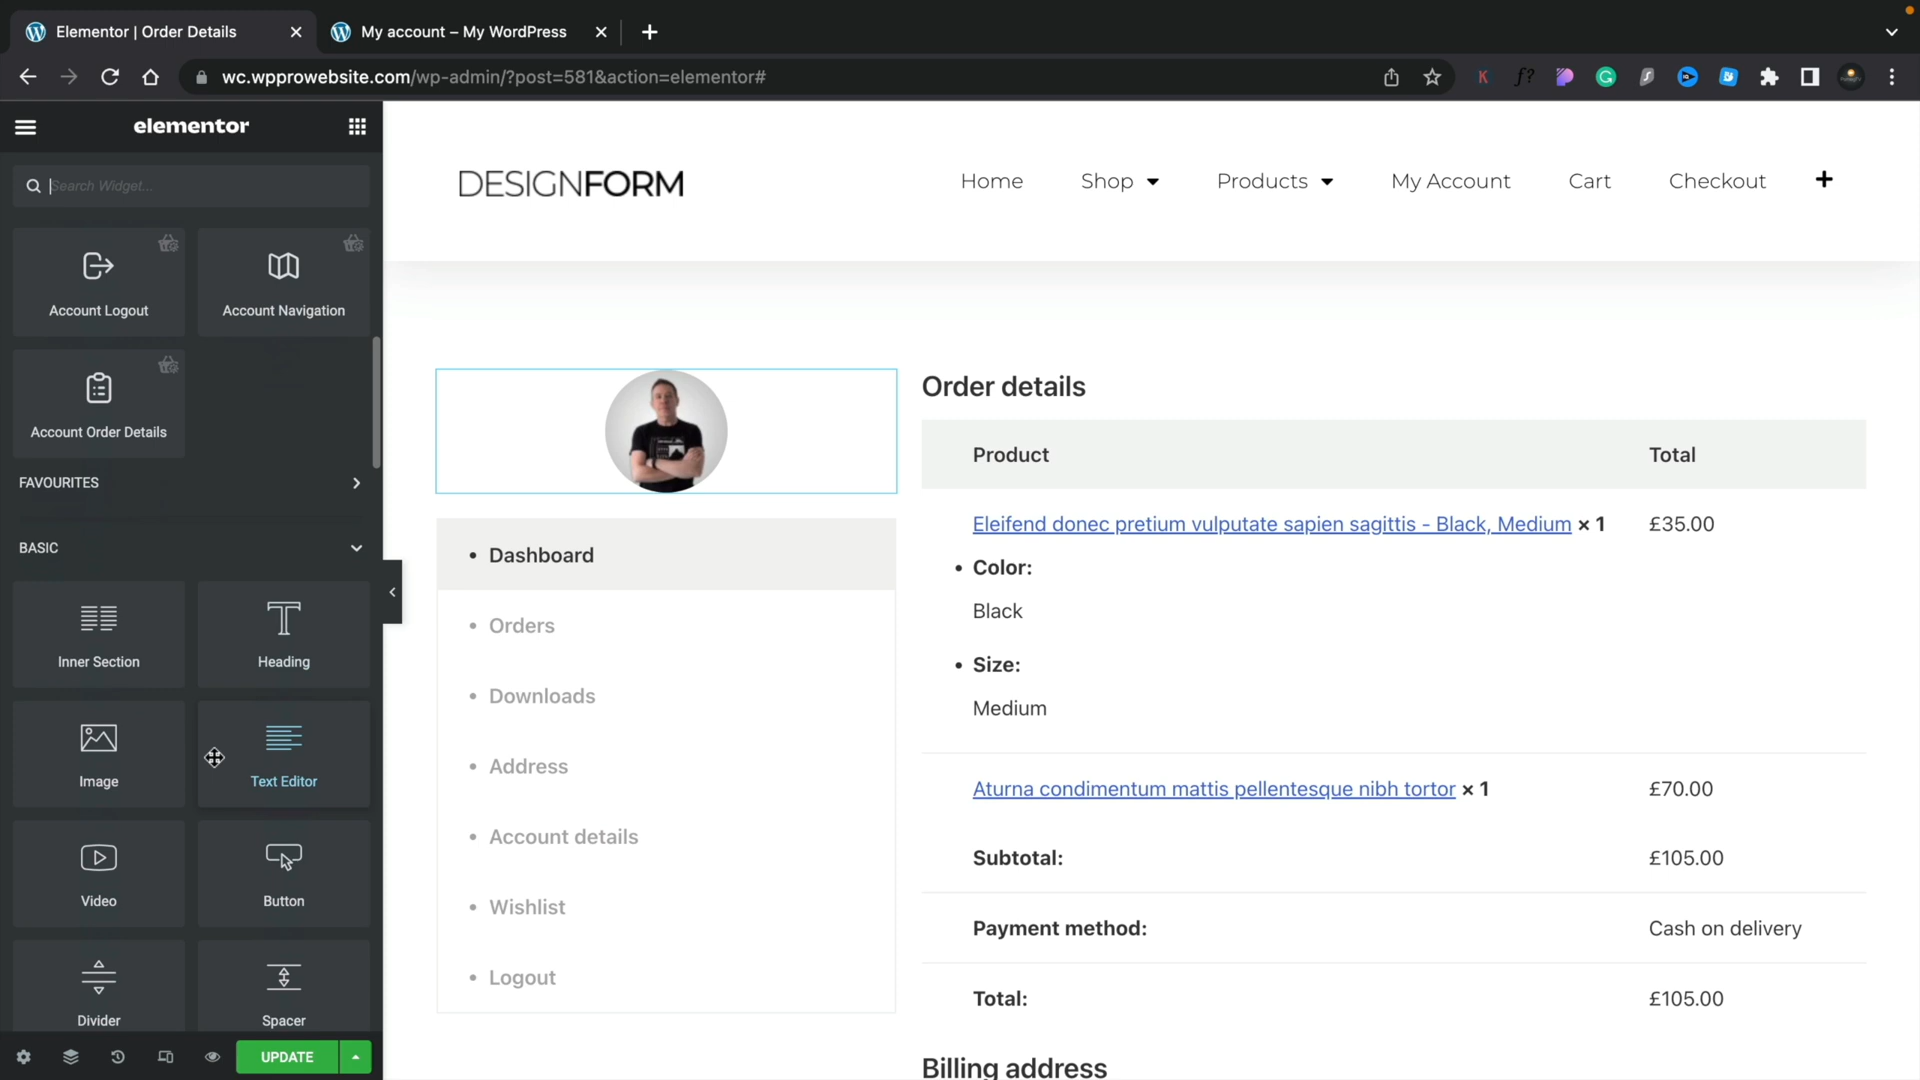 Elementor | Order Details
My account – My WordPress
wc.wpprowebsite.com/wp-admin/?post=581&action=elementor#
elementor
Search Widget...
Account Logout
Account Navigation
Account Order Details
FAVOURITES
BASIC
Inner Section
Heading
Image
Text Editor
Video
Button
Divider
Spacer
UPDATE
DESIGNFORM
Home
Shop
Products
My Account
Cart
Checkout
+
• Dashboard
• Orders
• Downloads
• Address
• Account details
• Wishlist
• Logout
Order details
Product Total
Eleifend donec pretium vulputate sapien sagittis - Black, Medium × 1 £35.00
• Color:
Black
• Size:
Medium
Aturna condimentum mattis pellentesque nibh tortor × 1 £70.00
Subtotal: £105.00
Payment method: Cash on delivery
Total: £105.00
Billing address